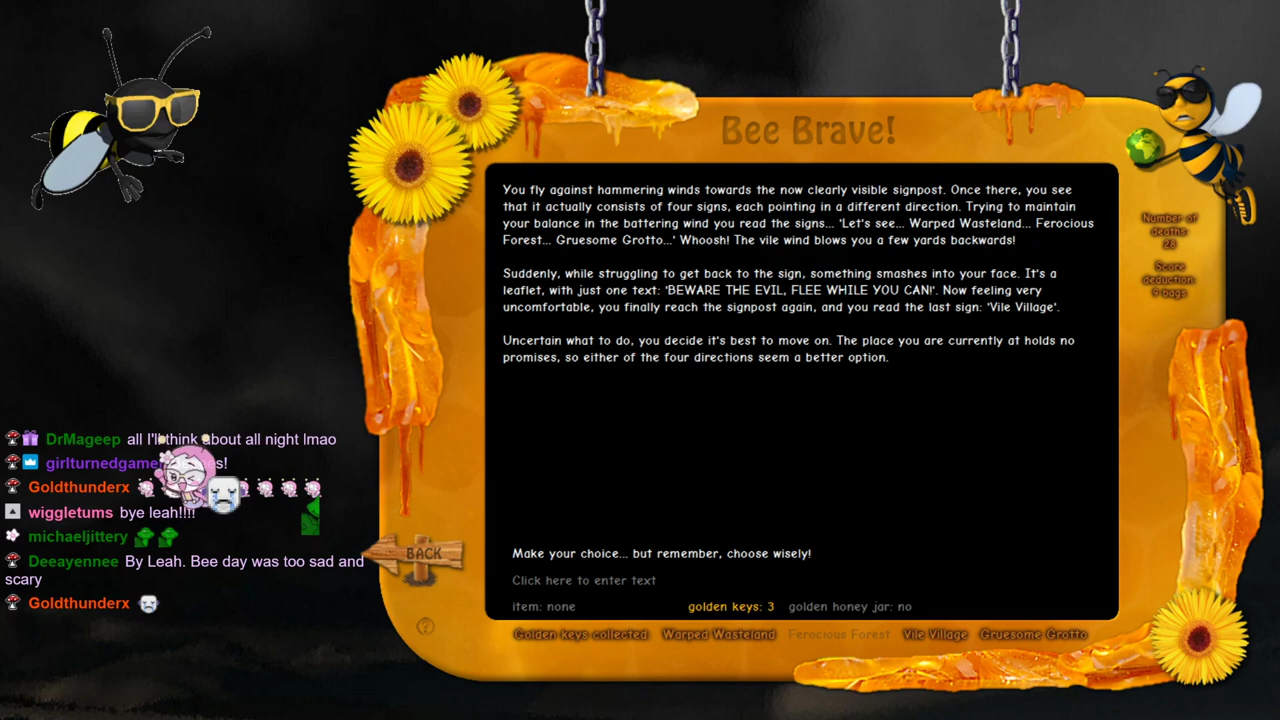 Bee Brave!
You fly against hammering winds towards the now clearly visible signpost. Once there, you see
that it actually consists of four signs, each pointing in a different direction. Trying to maintain
your balance in the battering wind you read the signs... 'Let's see... Warped Wasteland... Ferocious
Forest... Gruesome Grotto...' Whoosh! The vile wind blows you a few yards backwards!
Suddenly, while struggling to get back to the sign, something smashes into your face. It's a
leaflet, with just one text: 'BEWARE THE EVIL, FLEE WHILE YOU CAN!'. Now feeling very
uncomfortable, you finally reach the signpost again, and you read the last sign: 'Vile Village'.
Uncertain what to do, you decide it's best to move on. The place you are currently at holds no
promises, so either of the four directions seem a better option.
Make your choice... but remember, choose wisely!
Click here to enter text
item: none
golden keys: 3
golden honey jar: no
Golden keys collected
Warped Wasteland
Ferocious Forest
Vile Village
Gruesome Grotto
BACK
?
Number of
deaths:
28
Score
deduction:
9 bags
DrMageep all I'll think about all night lmao
girlturnedgamer
Goldthunderx
wiggletums bye leah!!!!
michaeljittery
Deeayennee By Leah. Bee day was too sad and
scary
Goldthunderx